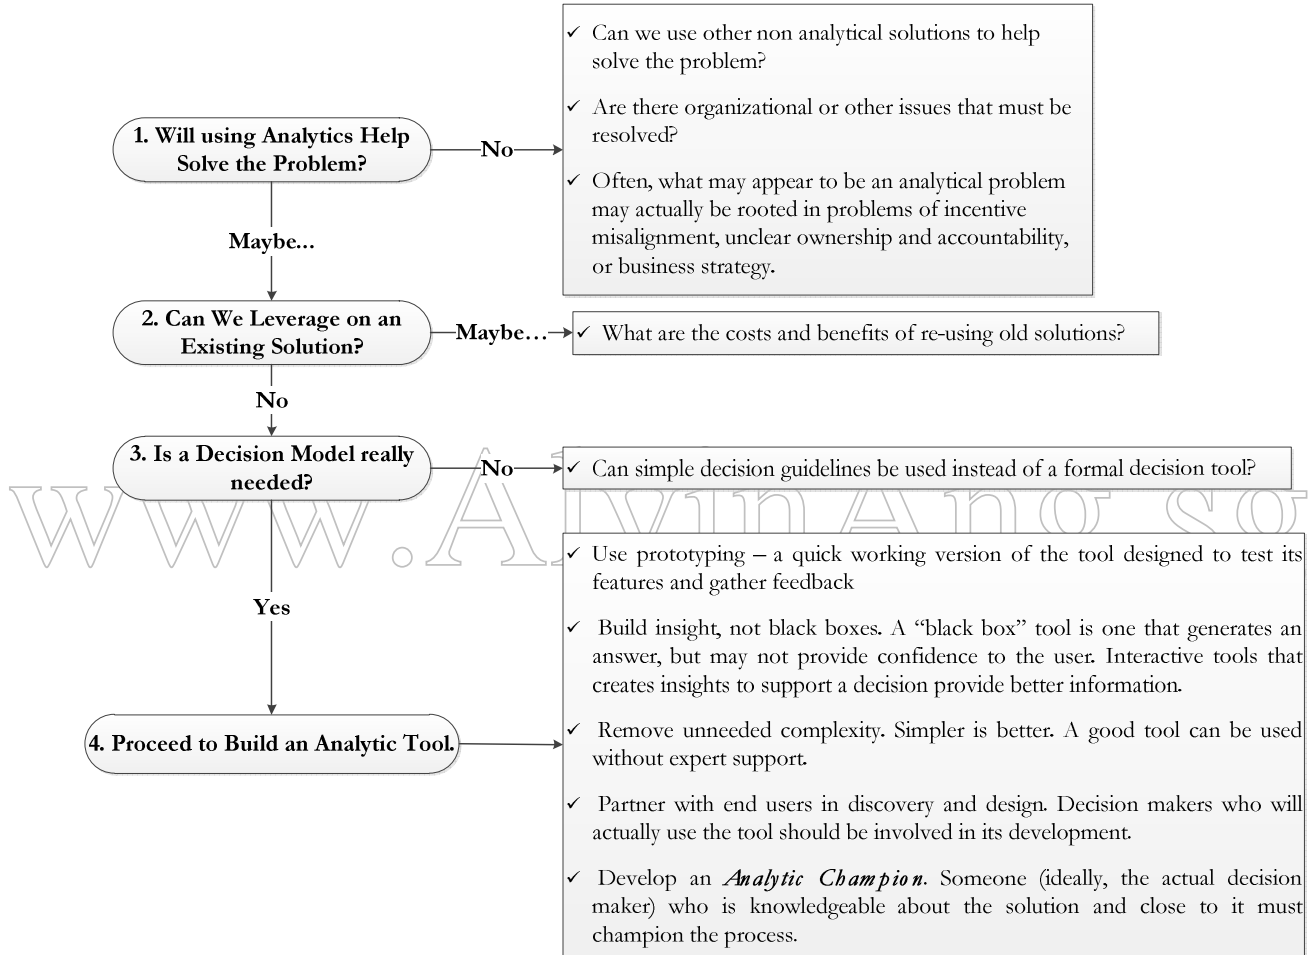 ✓ Can we use other non analytical solutions to help
solve the problem?
✓ Are there organizational or other issues that must be
resolved?
✓ Often, what may appear to be an analytical problem
may actually be rooted in problems of incentive
misalignment, unclear ownership and accountability,
or business strategy.
1. Will using Analytics Help
Solve the Problem?
No
Maybe...
2. Can We Leverage on an
Existing Solution?
Maybe…
✓ What are the costs and benefits of re-using old solutions?
No
3. Is a Decision Model really
needed?
No
✓ Can simple decision guidelines be used instead of a formal decision tool?
www.AlvinAng.sg
Yes
4. Proceed to Build an Analytic Tool.
✓ Use prototyping – a quick working version of the tool designed to test its
features and gather feedback
✓ Build insight, not black boxes. A “black box” tool is one that generates an
answer, but may not provide confidence to the user. Interactive tools that
creates insights to support a decision provide better information.
✓ Remove unneeded complexity. Simpler is better. A good tool can be used
without expert support.
✓ Partner with end users in discovery and design. Decision makers who will
actually use the tool should be involved in its development.
✓ Develop an Analytic Champion. Someone (ideally, the actual decision
maker) who is knowledgeable about the solution and close to it must
champion the process.